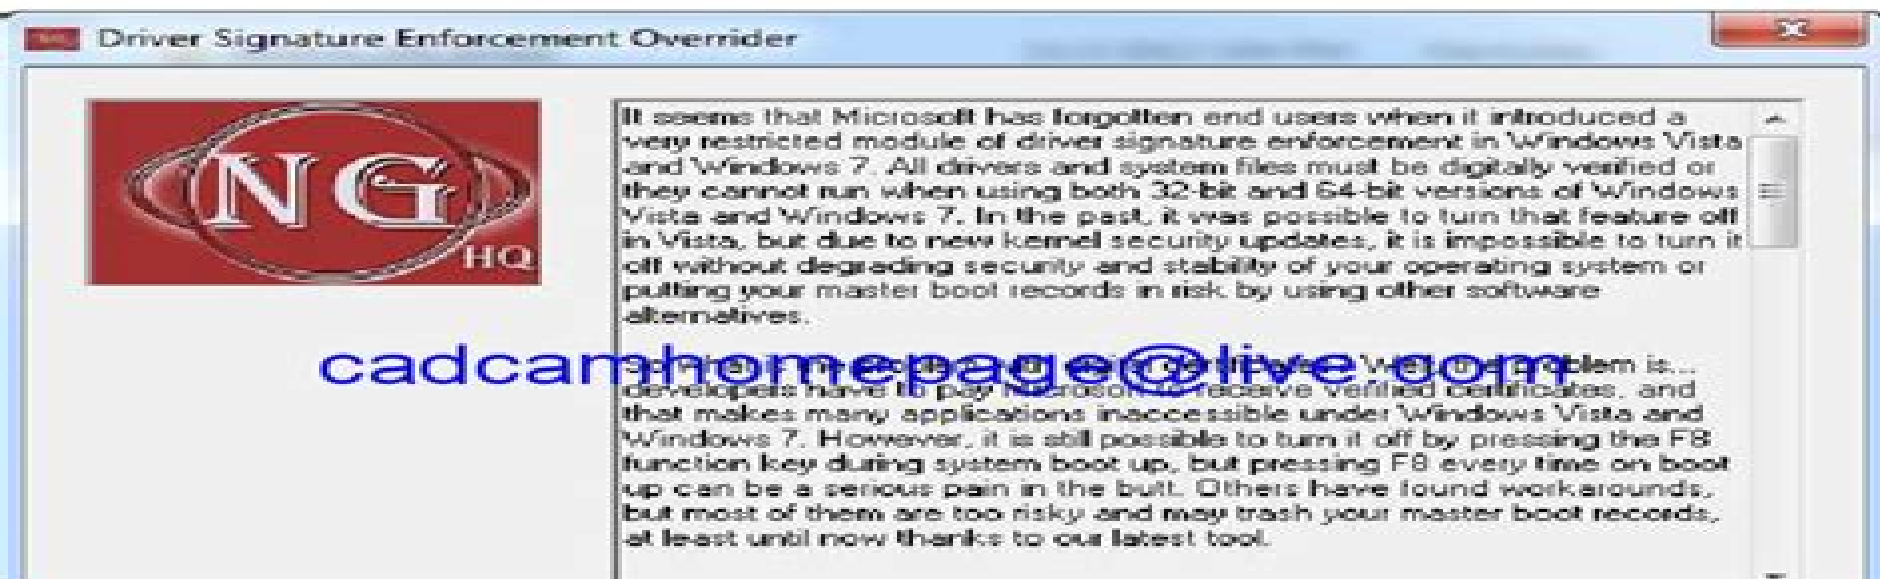 Driver Signature Enforcement Overrider
NG
HQ
It seems that Microsoft has forgotten end users when it introduced a
very restricted module of driver signature enforcement in Windows Vista
and Windows 7. All drivers and system files must be digitally verified or
they cannot run when using both 32-bit and 64-bit versions of Windows
Vista and Windows 7. In the past, it was possible to turn that feature off
in Vista, but due to new kernel security updates, it is impossible to turn it
off without degrading security and stability of your operating system or
putting your master boot records in risk by using other software
alternatives.
cadcamhomepage@live.com
problem is...
developers have to pay Microsoft to receive verified certificates, and
that makes many applications inaccessible under Windows Vista and
Windows 7. However, it is still possible to turn it off by pressing the F8
function key during system boot up, but pressing F8 every time on boot
up can be a serious pain in the butt. Others have found workarounds,
but most of them are too risky and may trash your master boot records,
at least until now thanks to our latest tool.